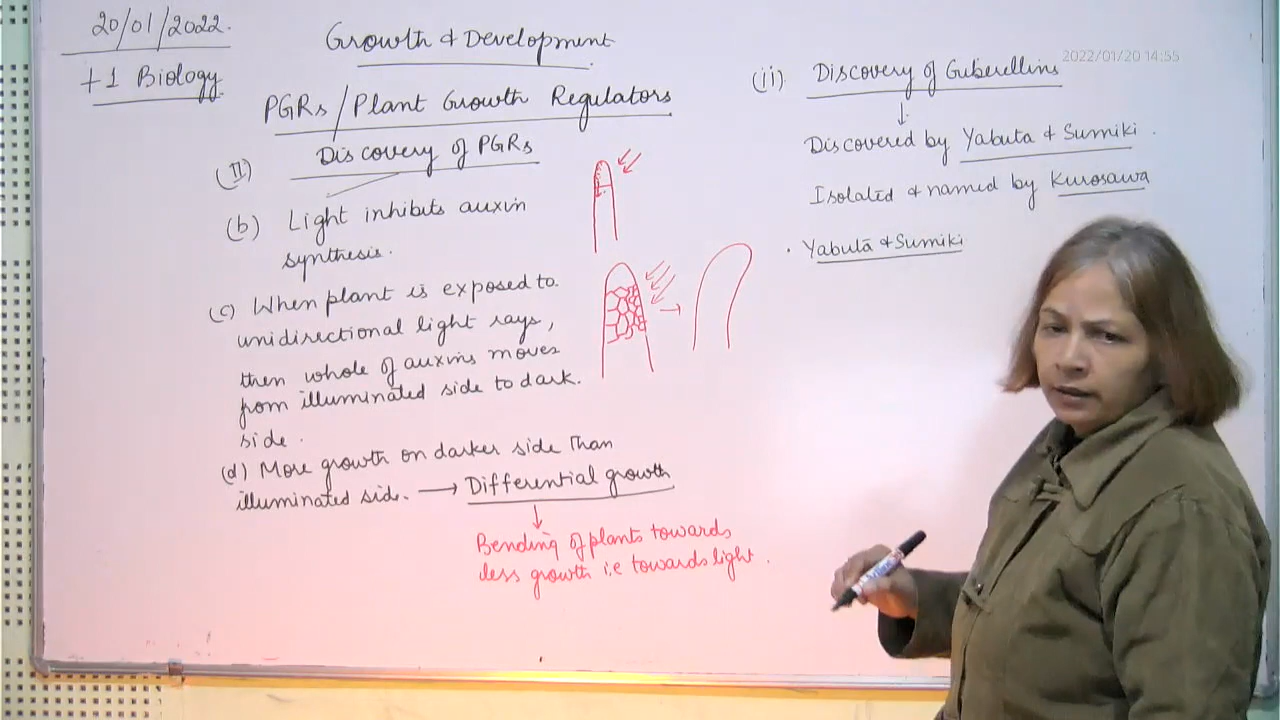 20/01/2022.
+1 Biology
Growth & Development
PGRs/Plant Growth Regulators
(II) Discovery of PGRs
(b) Light inhibits auxin
synthesis.
(c) When plant is exposed to
unidirectional light rays,
then whole of auxins moves
from illuminated side to dark.
side.
(d) More growth on darker side than
illuminated side. → Differential growth
Bending of plants towards
less growth i.e towards light.
2022/01/20 14:55
(ii). Discovery of Gibberellins
Discovered by Yabuta & Sumiki.
Isolated & named by Kurosawa
. Yabuta & Sumiki